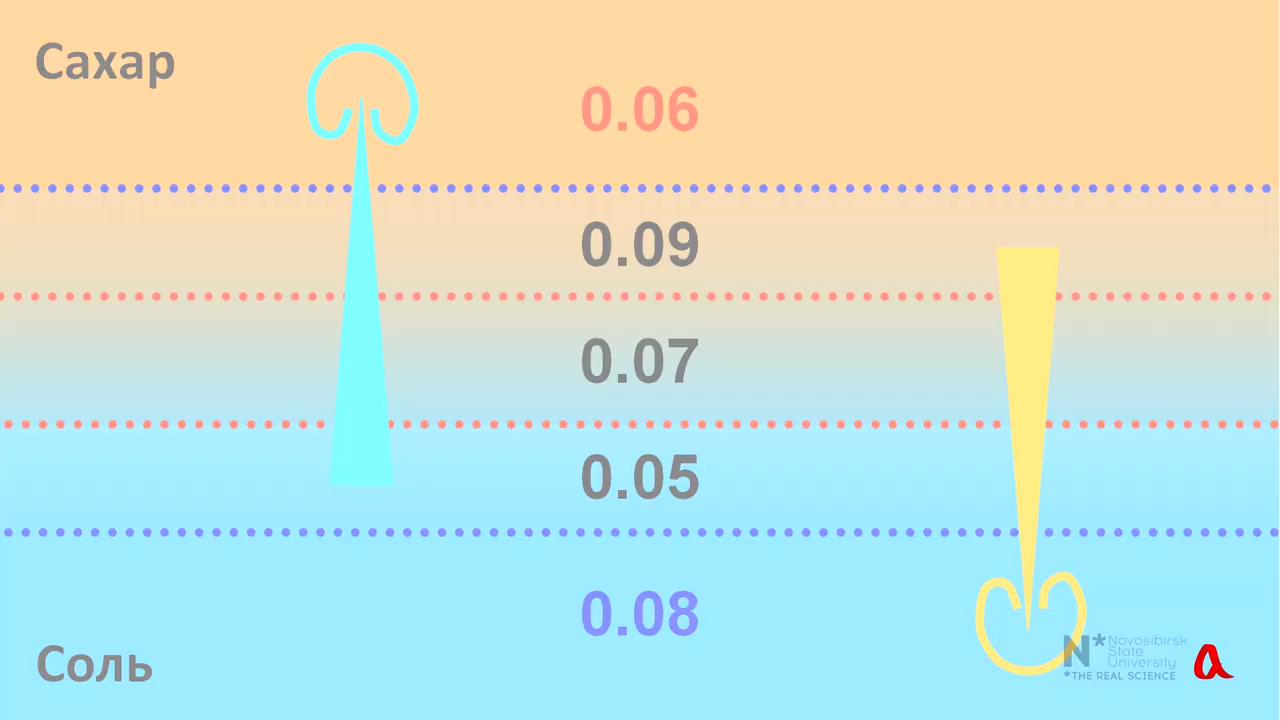 Сахар
0.06
0.09
0.07
0.05
0.08
Соль
N*
Novosibirsk
State
University
*THE REAL SCIENCE
a